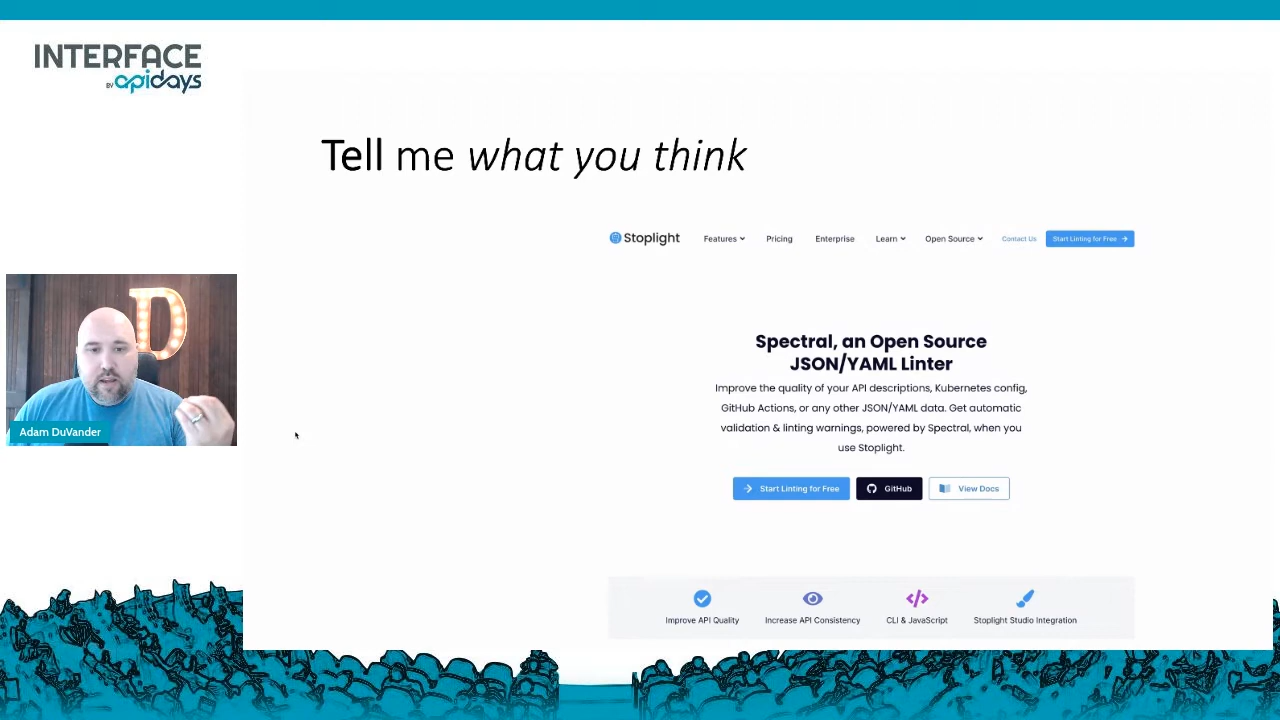 INTERFACE
BY apidays
Tell me what you think
Stoplight Features Pricing Enterprise Learn Open Source Contact Us Start Linting for Free
Spectral, an Open Source
JSON/YAML Linter
Improve the quality of your API descriptions, Kubernetes config,
GitHub Actions, or any other JSON/YAML data. Get automatic
validation & linting warnings, powered by Spectral, when you
use Stoplight.
Start Linting for Free GitHub View Docs
D
Adam DuVander
Improve API Quality Increase API Consistency CLI & JavaScript Stoplight Studio Integration